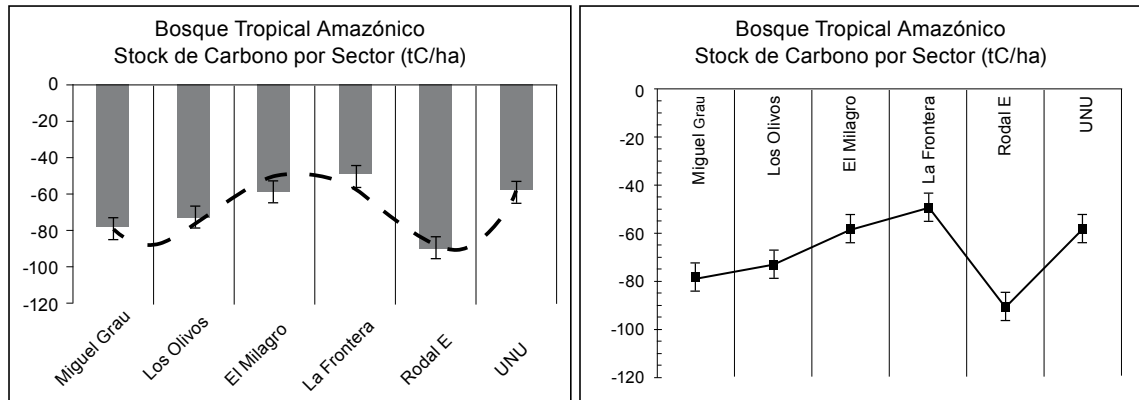 Bosque Tropical Amazónico
Stock de Carbono por Sector (tC/ha)
0
-20
-40
-60
-80
-100
-120
Miguel Grau
Los Olivos
El Milagro
La Frontera
Rodal E
UNU
Bosque Tropical Amazónico
Stock de Carbono por Sector (tC/ha)
0
-20
-40
-60
-80
-100
-120
Miguel Grau
Los Olivos
El Milagro
La Frontera
Rodal E
UNU